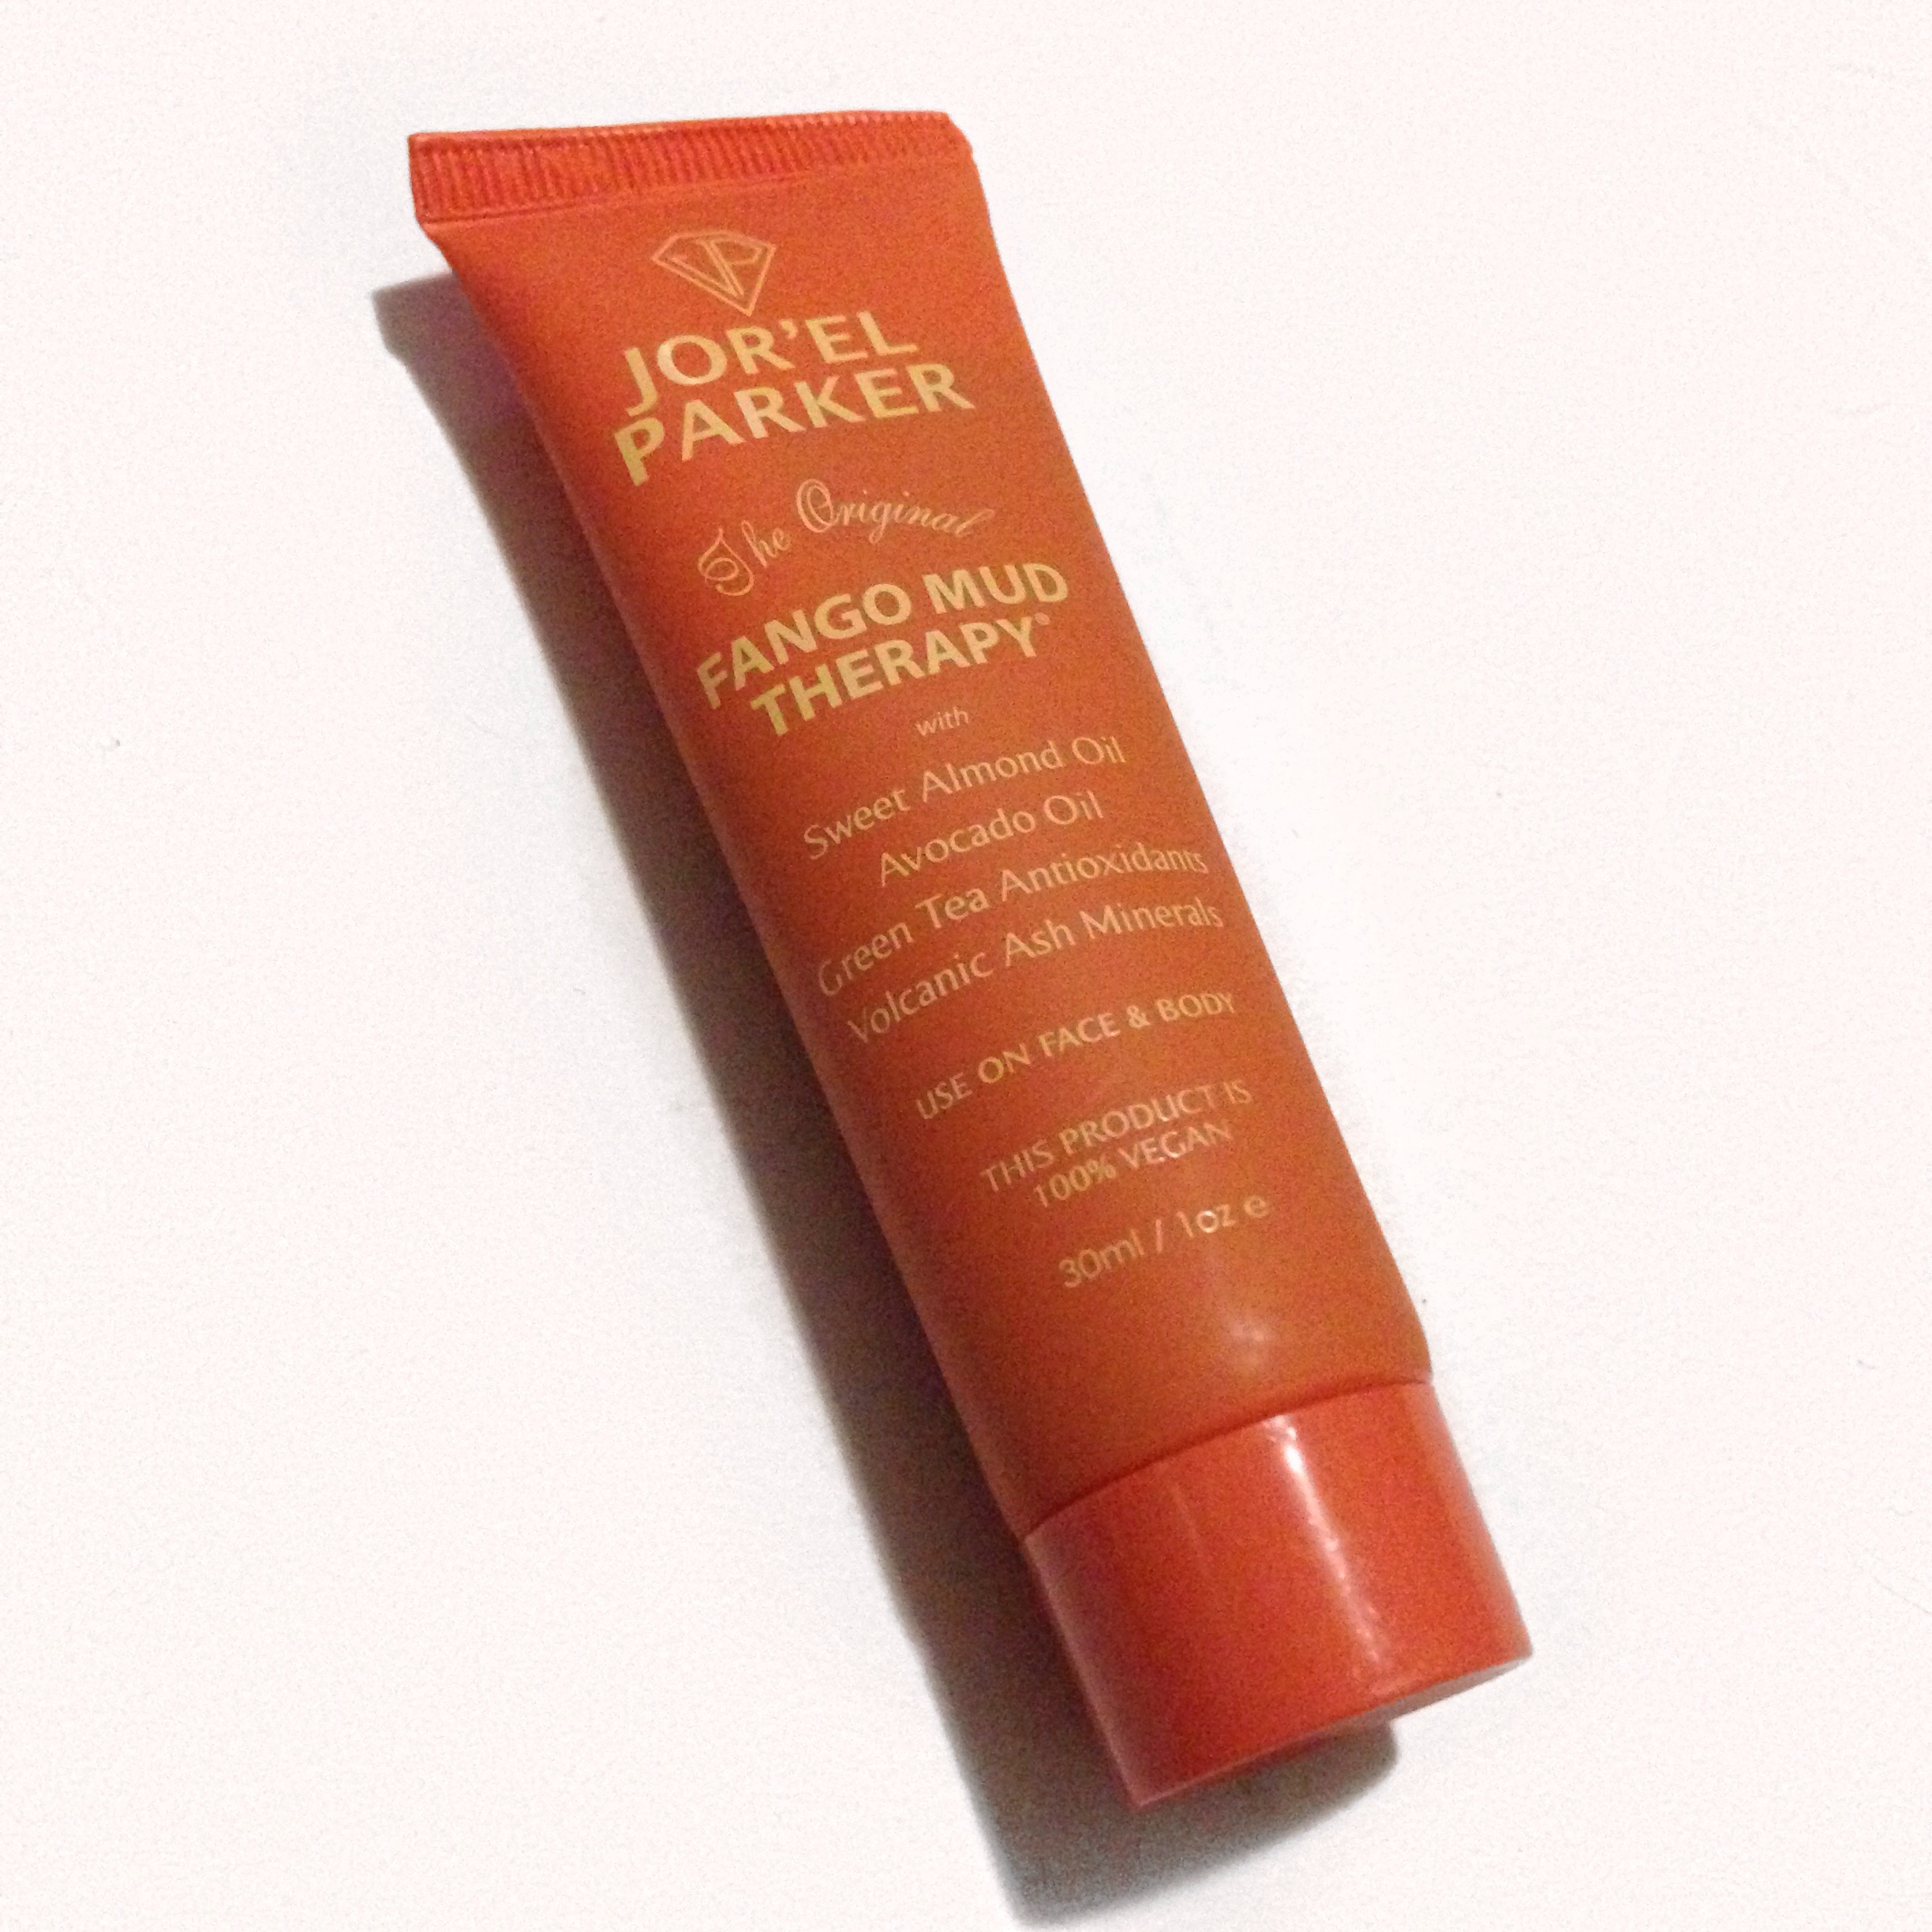 JP
JOR'EL
PARKER
The Original
FANGO MUD
THERAPY®
with
Sweet Almond Oil
Avocado Oil
Green Tea Antioxidants
Volcanic Ash Minerals
USE ON FACE & BODY
THIS PRODUCT IS
100% VEGAN
30ml / 1oz e